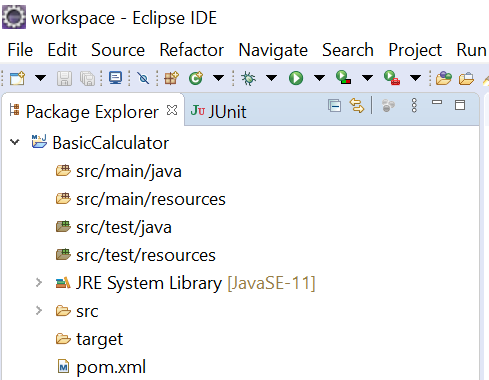 workspace - Eclipse IDE
File Edit Source Refactor Navigate Search Project Run
Package Explorer JUnit
BasicCalculator
src/main/java
src/main/resources
src/test/java
src/test/resources
JRE System Library [JavaSE-11]
src
target
pom.xml